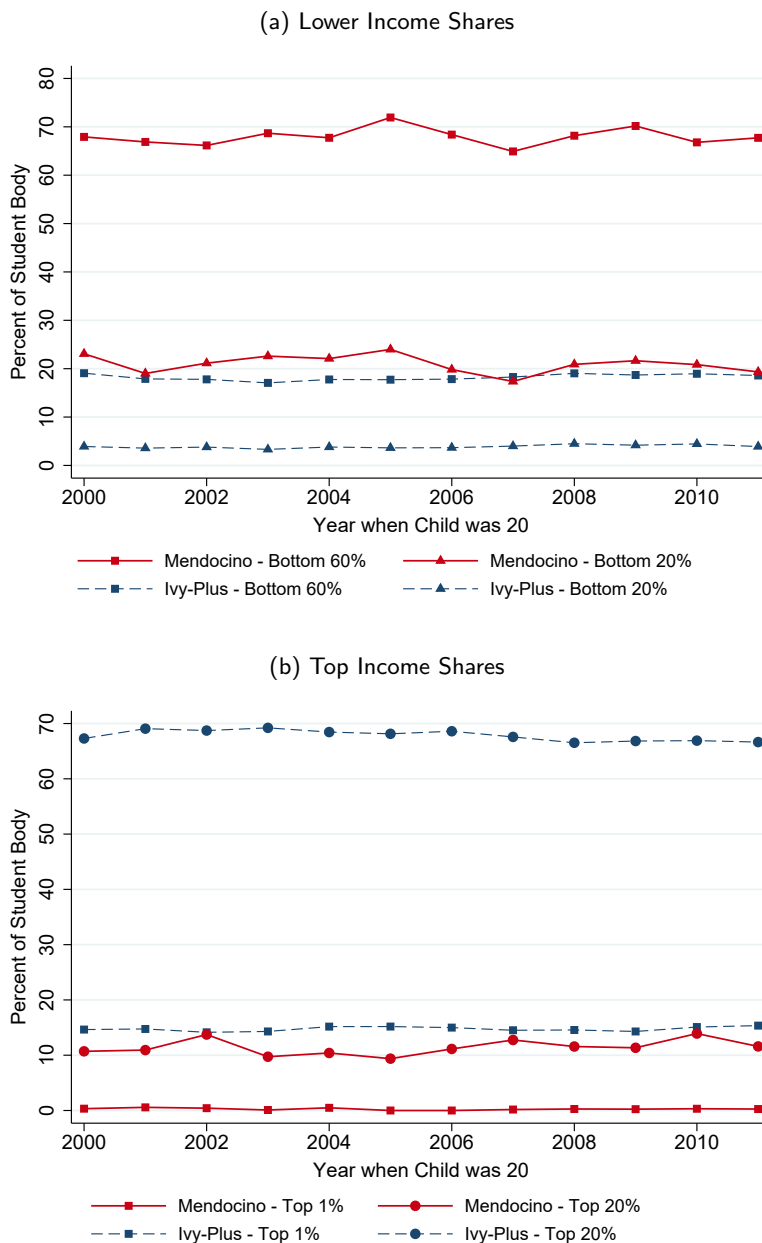 (a) Lower Income Shares
Percent of Student Body
80
70
60
50
40
30
20
10
0
2000 2002 2004 2006 2008 2010
Year when Child was 20
Mendocino - Bottom 60% Mendocino - Bottom 20%
Ivy-Plus - Bottom 60% Ivy-Plus - Bottom 20%
(b) Top Income Shares
Percent of Student Body
70
60
50
40
30
20
10
0
2000 2002 2004 2006 2008 2010
Year when Child was 20
Mendocino - Top 1% Mendocino - Top 20%
Ivy-Plus - Top 1% Ivy-Plus - Top 20%